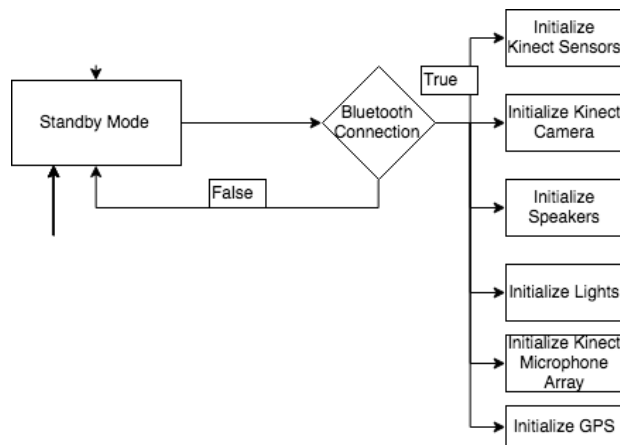 Initialize
Kinect Sensors
True
Standby Mode
Bluetooth
Connection
Initialize Kinect
Camera
False
Initialize
Speakers
Initialize Lights
Initialize Kinect
Microphone
Array
Initialize GPS